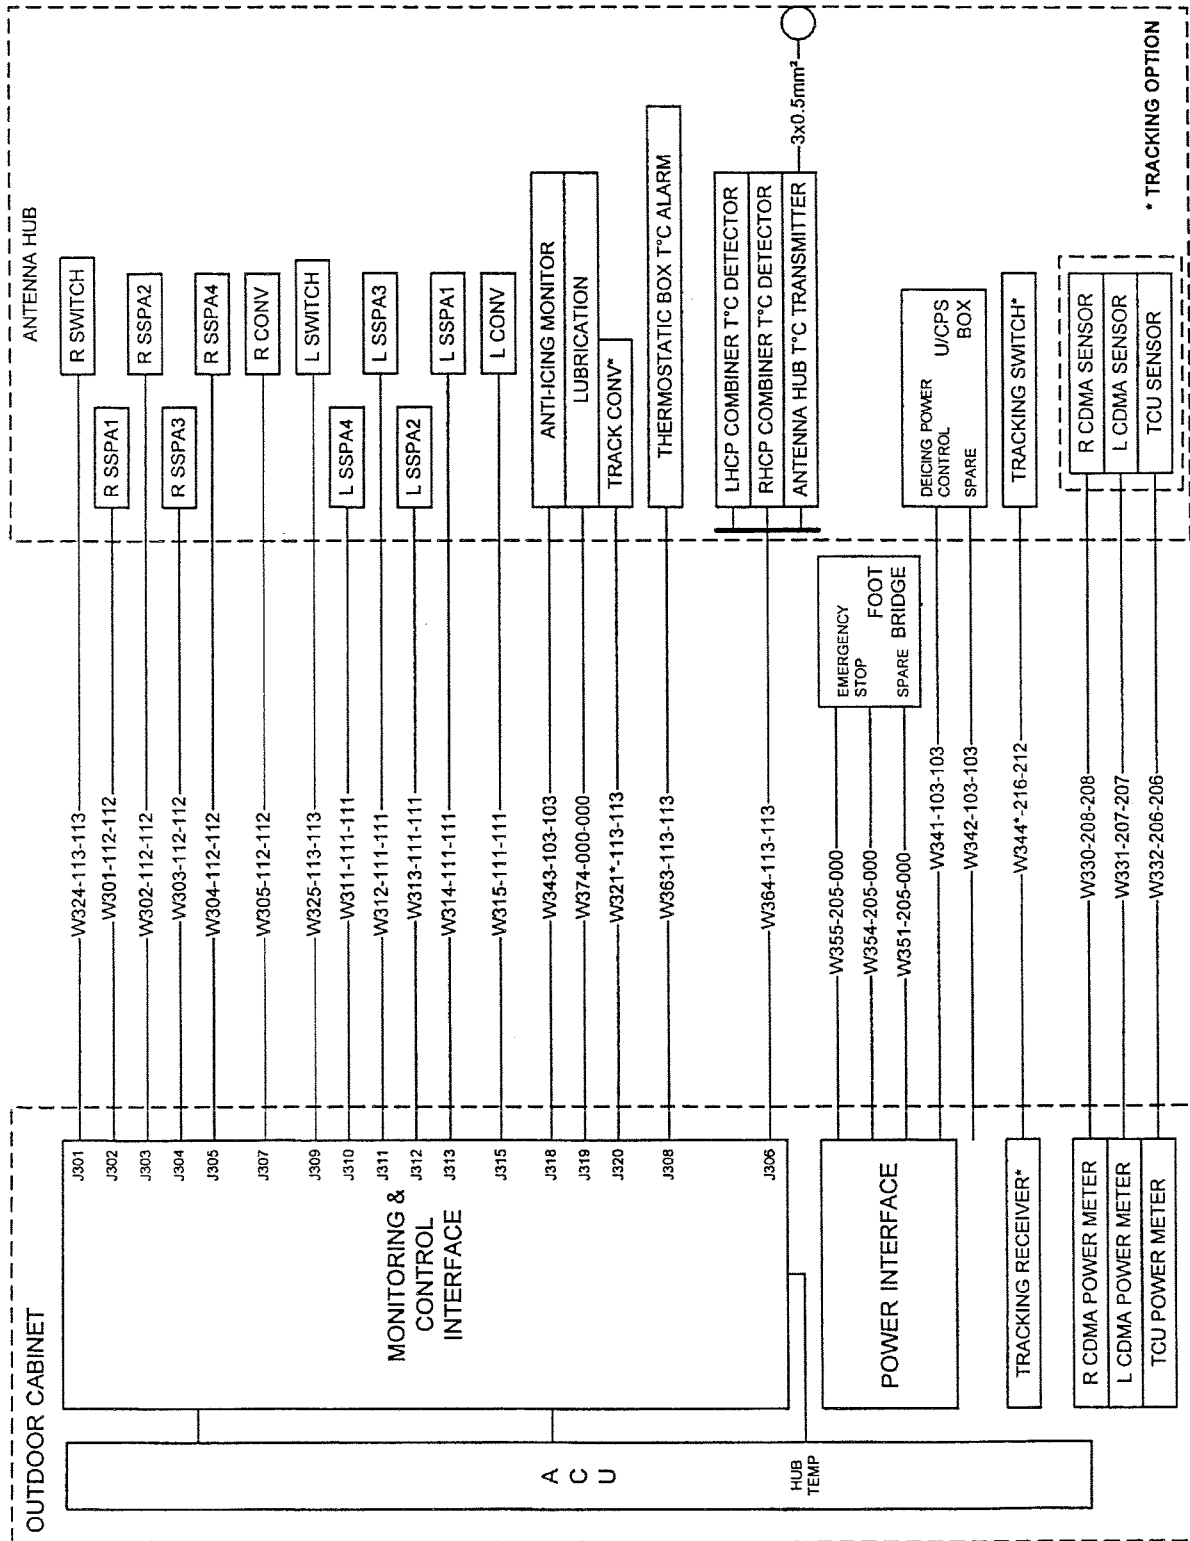 OUTDOOR CABINET
ANTENNA HUB
A
C
U
HUB
TEMP
MONITORING &
CONTROL
INTERFACE
J301
W324-113-113
R SWITCH
J302
W301-112-112
R SSPA1
J303
W302-112-112
R SSPA2
J304
W303-112-112
R SSPA3
J305
W304-112-112
R SSPA4
J307
W305-112-112
R CONV
J309
W325-113-113
L SWITCH
J310
W311-111-111
L SSPA4
J311
W312-111-111
L SSPA3
J312
W313-111-111
L SSPA2
J313
W314-111-111
L SSPA1
J315
W315-111-111
L CONV
J318
W343-103-103
ANTI-ICING MONITOR
J319
W374-000-000
LUBRICATION
J320
W321*-113-113
TRACK CONV*
J308
W363-113-113
THERMOSTATIC BOX T°C ALARM
J306
W364-113-113
LHCP COMBINER T°C DETECTOR
RHCP COMBINER T°C DETECTOR
ANTENNA HUB T°C TRANSMITTER
3x0.5mm²
POWER INTERFACE
W355-205-000
W354-205-000
W351-205-000
EMERGENCY
STOP
SPARE
FOOT
BRIDGE
W341-103-103
W342-103-103
DEICING POWER
CONTROL
SPARE
U/CPS
BOX
TRACKING RECEIVER*
W344*-216-212
TRACKING SWITCH*
R CDMA POWER METER
W330-208-208
R CDMA SENSOR
L CDMA POWER METER
W331-207-207
L CDMA SENSOR
TCU POWER METER
W332-206-206
TCU SENSOR
* TRACKING OPTION